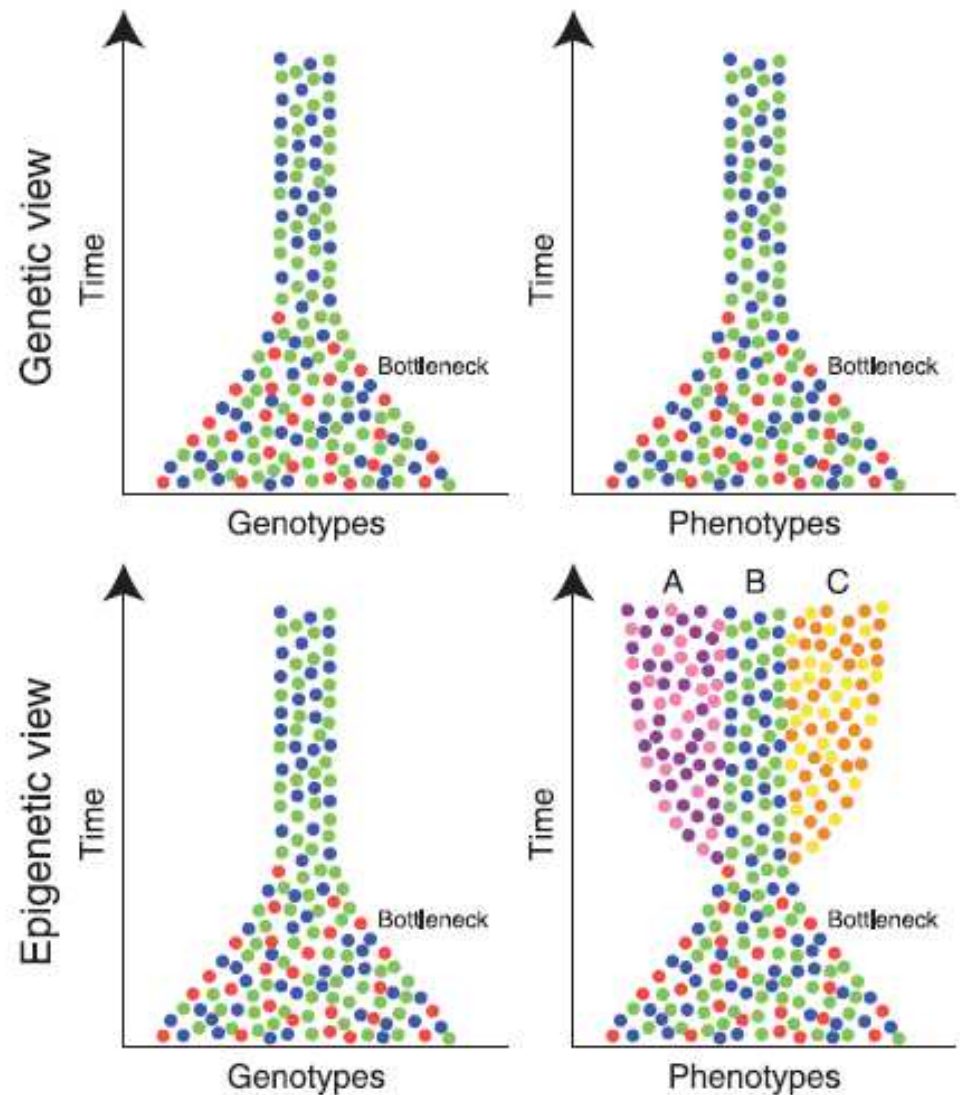 Genetic view
Time
Bottleneck
Genotypes
Time
Bottleneck
Phenotypes
Epigenetic view
Time
Bottleneck
Genotypes
A B C
Time
Bottleneck
Phenotypes